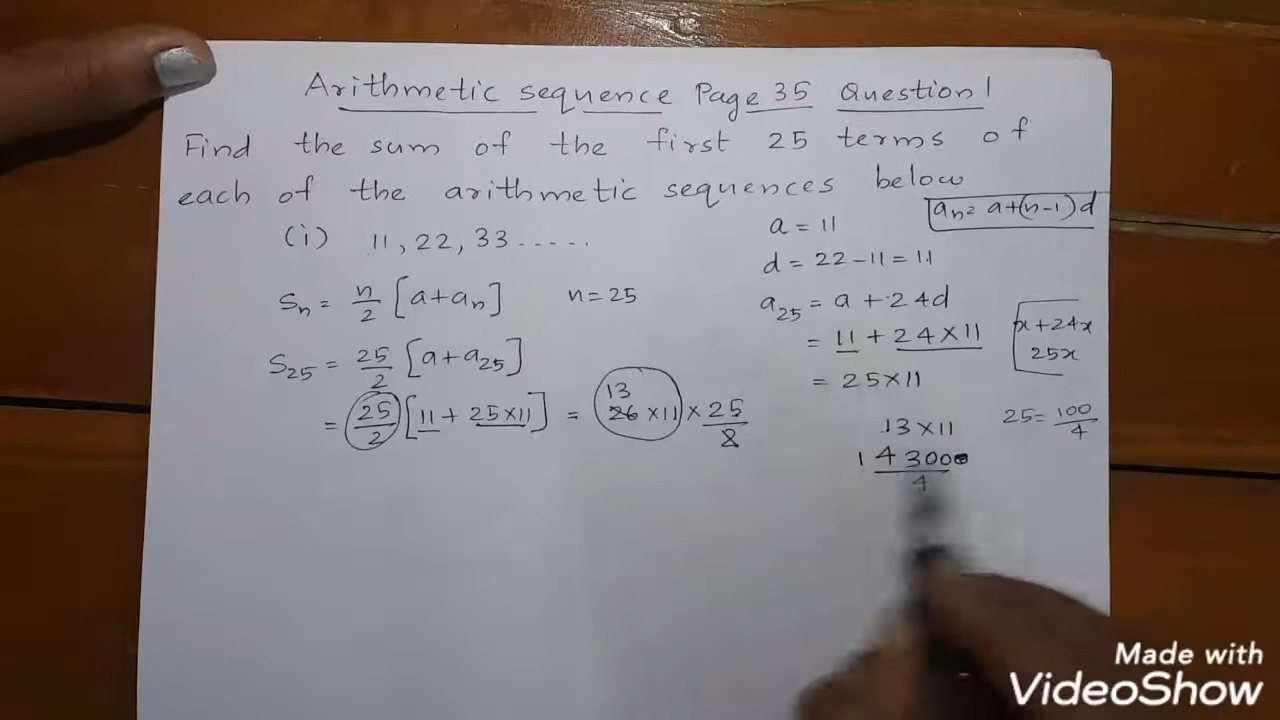 Arithmetic sequence Page 35 Question 1
Find the sum of the first 25 terms of
each of the arithmetic sequences below
(i) 11, 22, 33 .....
a = 11
aₙ = a+(n-1)d
d = 22-11 = 11
Sₙ = n/2 [a+aₙ] n=25
a₂₅ = a + 24d
= 11 + 24×11
x+24x
25x
S₂₅ = 25/2 [a+a₂₅]
= 25×11
= 25/2 [11 + 25×11] = 13 26 ×11 × 25/2
13×11
25 = 100/4
14300/4
Made with
VideoShow